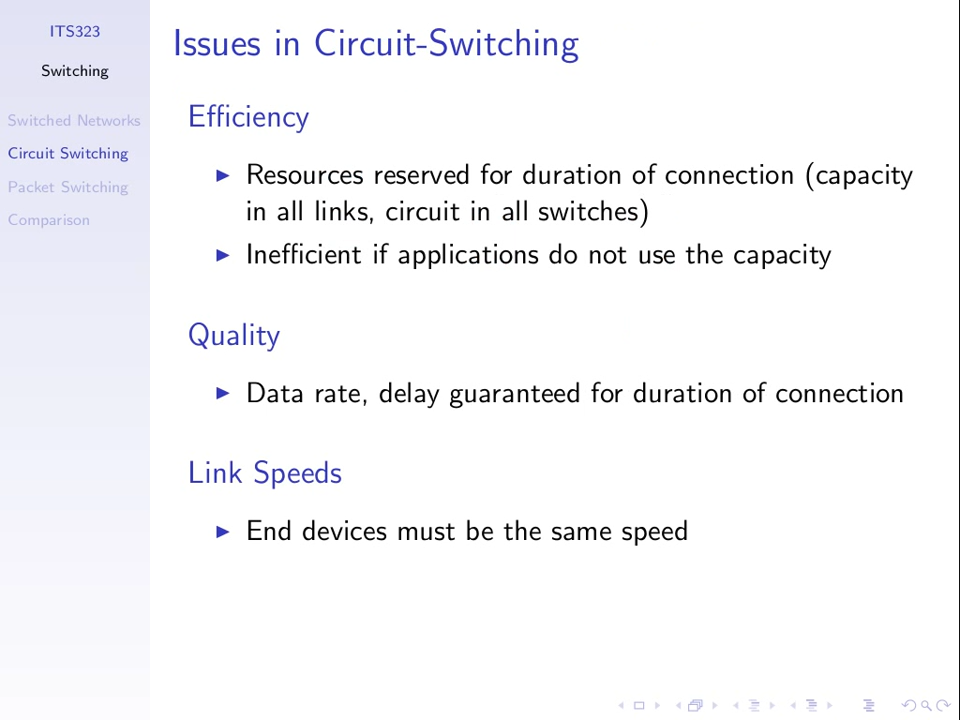 ITS323
Switching
Switched Networks
Circuit Switching
Packet Switching
Comparison
Issues in Circuit-Switching
Efficiency
Resources reserved for duration of connection (capacity
in all links, circuit in all switches)
Inefficient if applications do not use the capacity
Quality
Data rate, delay guaranteed for duration of connection
Link Speeds
End devices must be the same speed